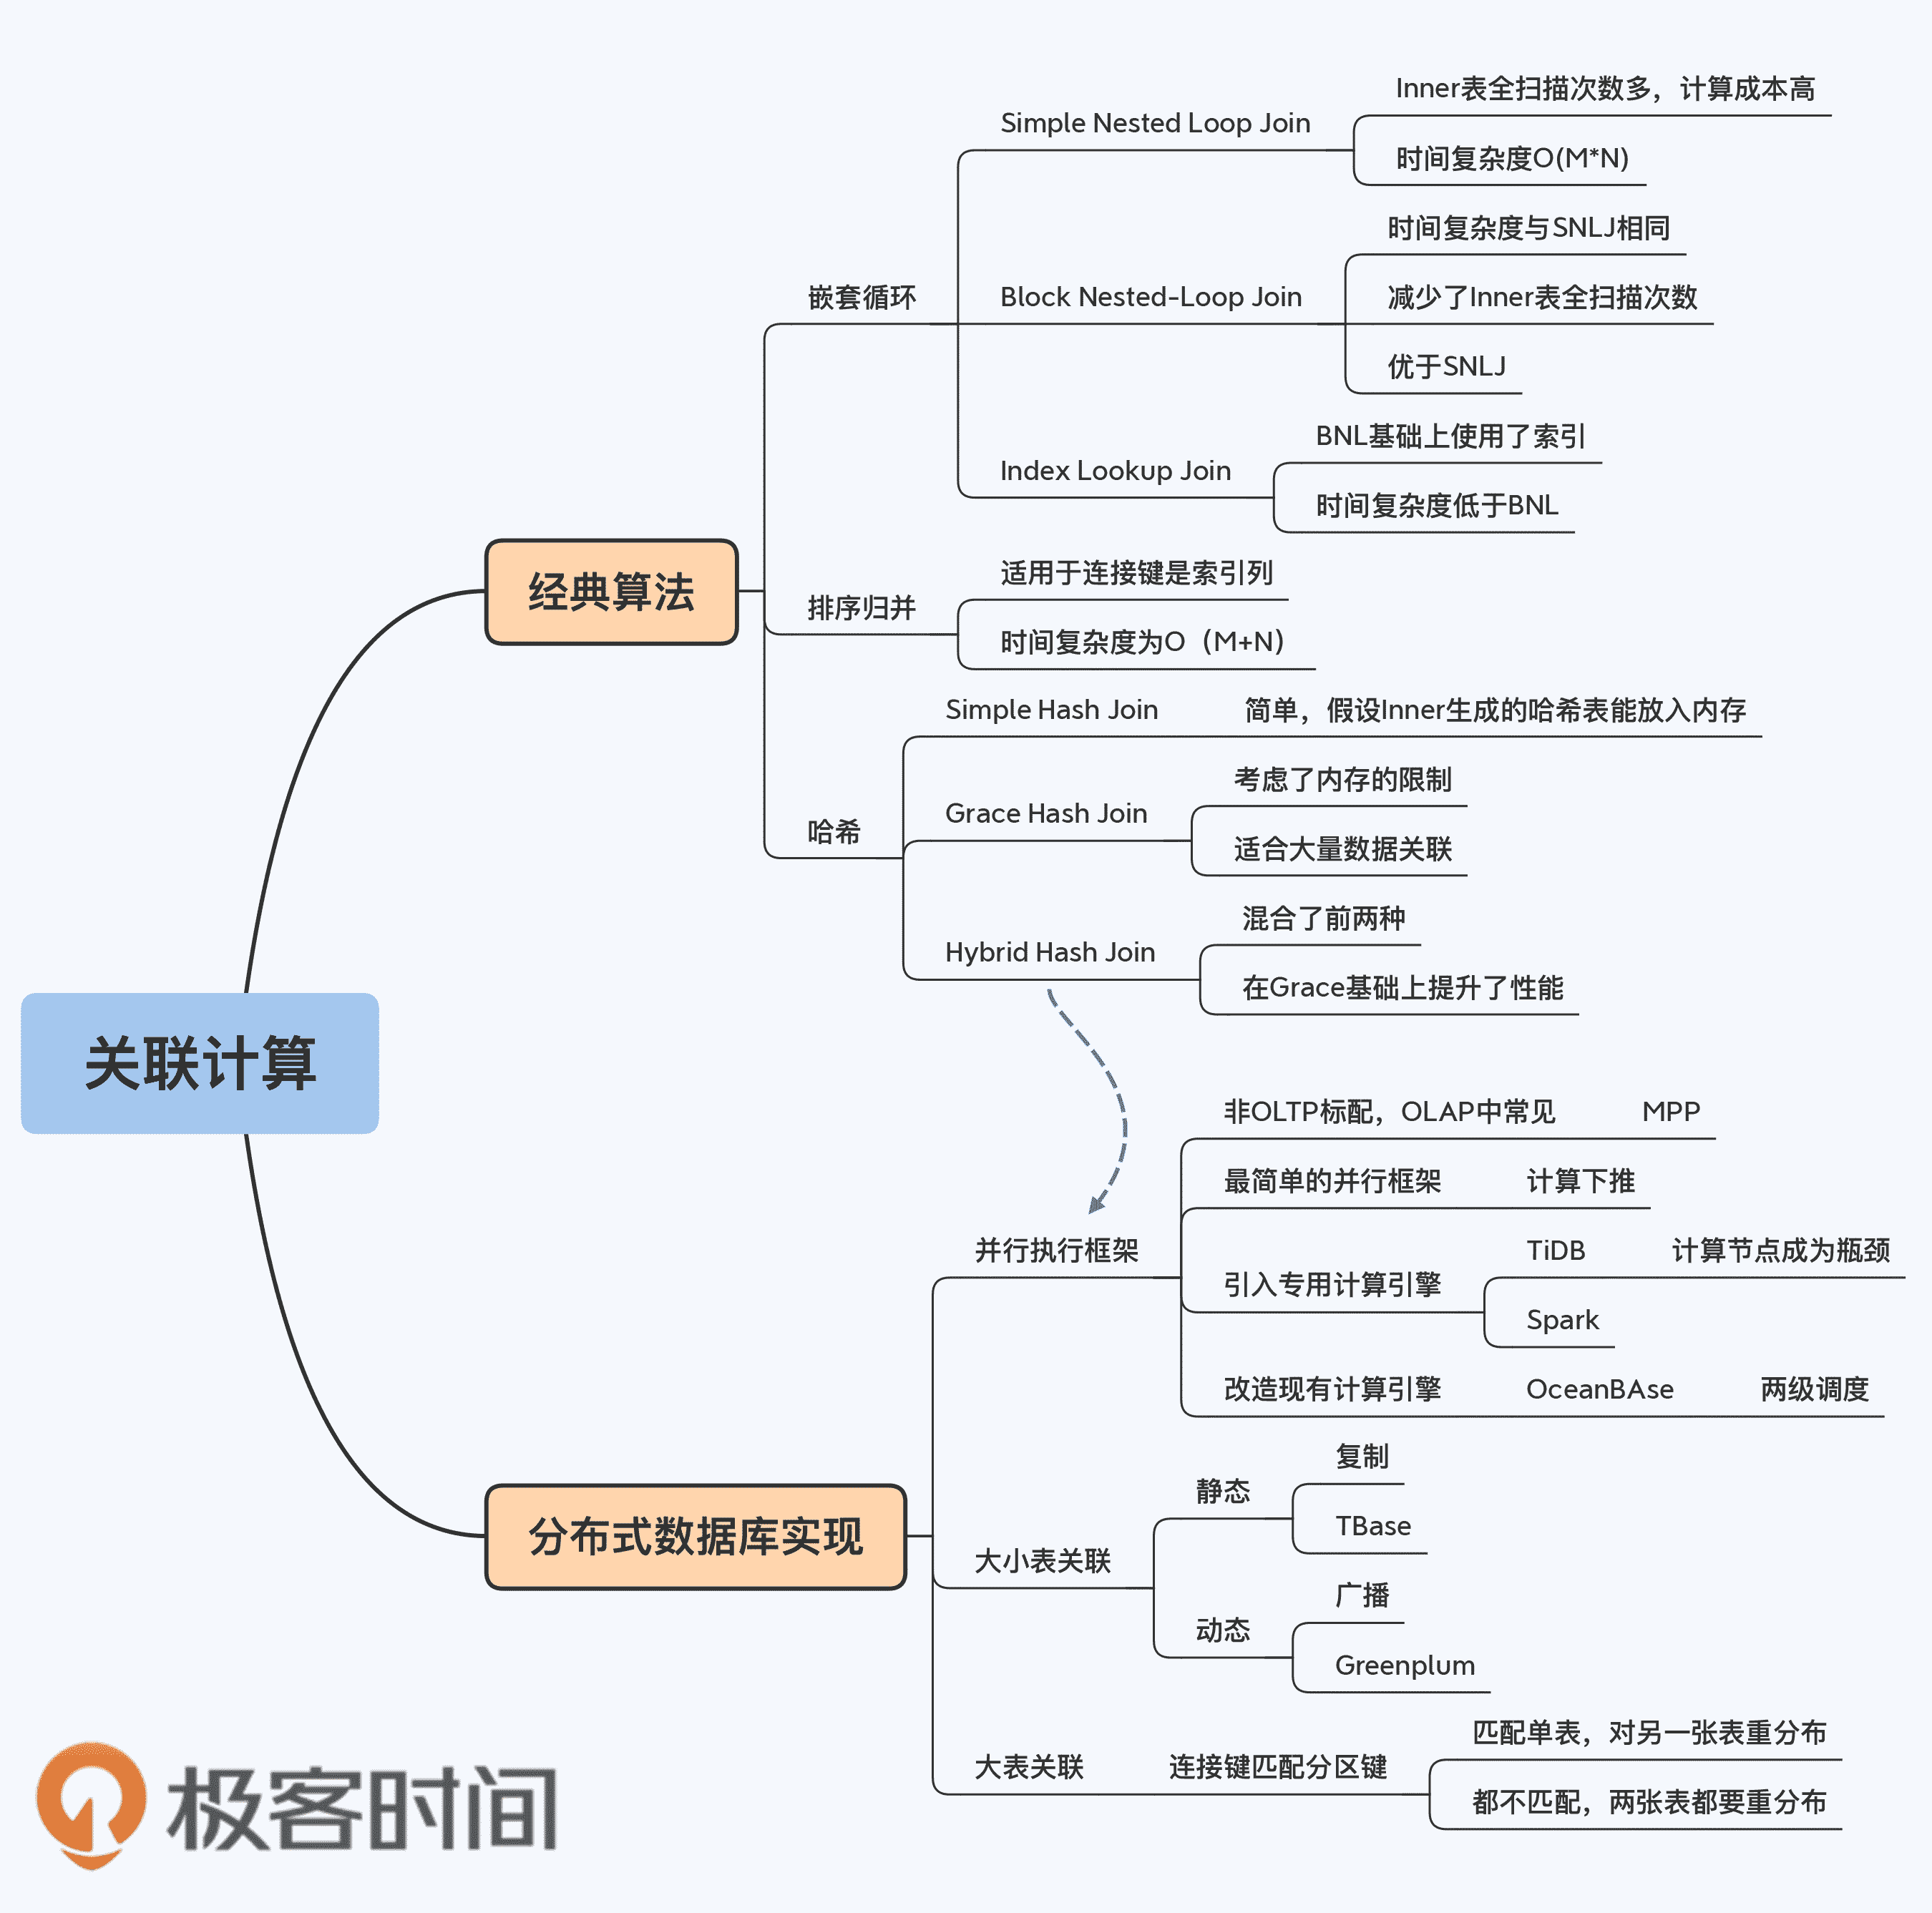 Inner表全扫描次数多，计算成本高
Simple Nested Loop Join
时间复杂度O(M*N)
时间复杂度与SNLJ相同
嵌套循环
Block Nested-Loop Join
减少了Inner表全扫描次数
优于SNLJ
BNL基础上使用了索引
Index Lookup Join
时间复杂度低于BNL
经典算法
适用于连接键是索引列
排序归并
时间复杂度为O（M+N）
Simple Hash Join
简单，假设Inner生成的哈希表能放入内存
考虑了内存的限制
哈希
Grace Hash Join
适合大量数据关联
混合了前两种
Hybrid Hash Join
在Grace基础上提升了性能
关联计算
非OLTP标配，OLAP中常见
MPP
最简单的并行框架
计算下推
并行执行框架
TiDB
计算节点成为瓶颈
引入专用计算引擎
Spark
改造现有计算引擎
OceanBAse
两级调度
复制
静态
TBase
分布式数据库实现
大小表关联
广播
动态
Greenplum
匹配单表，对另一张表重分布
大表关联
连接键匹配分区键
都不匹配，两张表都要重分布
极客时间